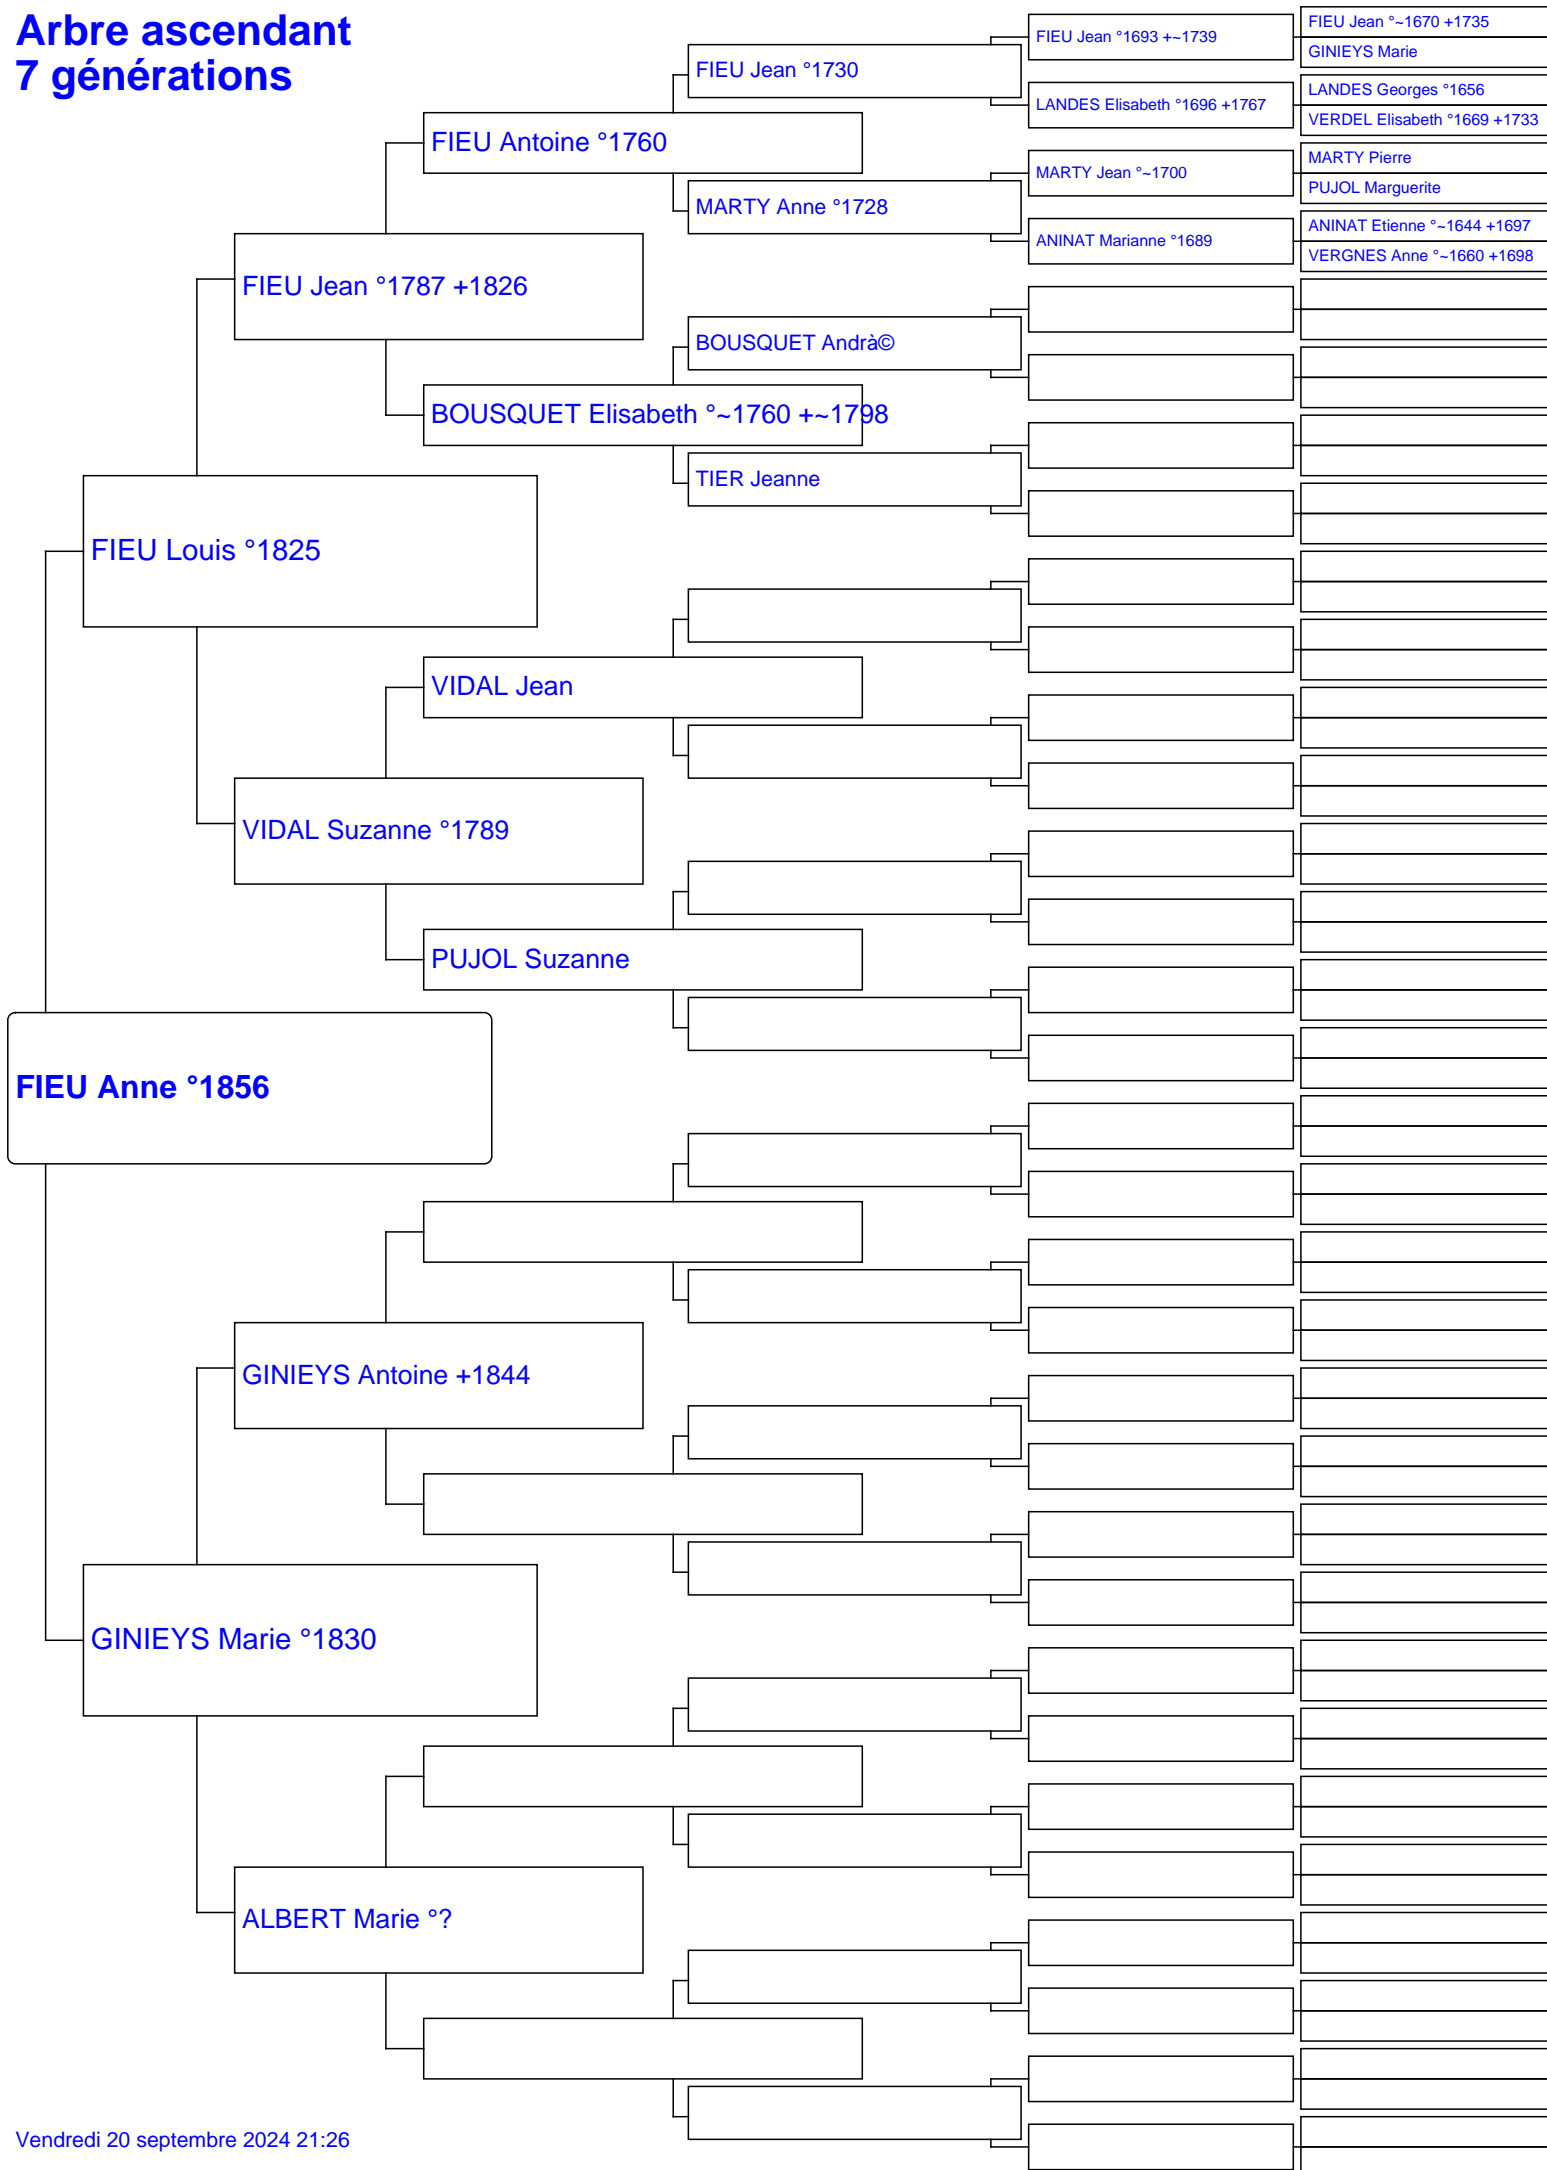 Arbre ascendant
7 générations
FIEU Jean °~1670 +1735
FIEU Jean °1693 +~1739
GINIEYS Marie
FIEU Jean °1730
LANDES Georges °1656
LANDES Elisabeth °1696 +1767
VERDEL Elisabeth °1669 +1733
FIEU Antoine °1760
MARTY Pierre
MARTY Jean °~1700
PUJOL Marguerite
MARTY Anne °1728
ANINAT Etienne °~1644 +1697
ANINAT Marianne °1689
VERGNES Anne °~1660 +1698
FIEU Jean °1787 +1826
BOUSQUET Andrà©
BOUSQUET Elisabeth °~1760 +~1798
TIER Jeanne
FIEU Louis °1825
VIDAL Jean
VIDAL Suzanne °1789
PUJOL Suzanne
FIEU Anne °1856
GINIEYS Antoine +1844
GINIEYS Marie °1830
ALBERT Marie °?
Vendredi 20 septembre 2024 21:26